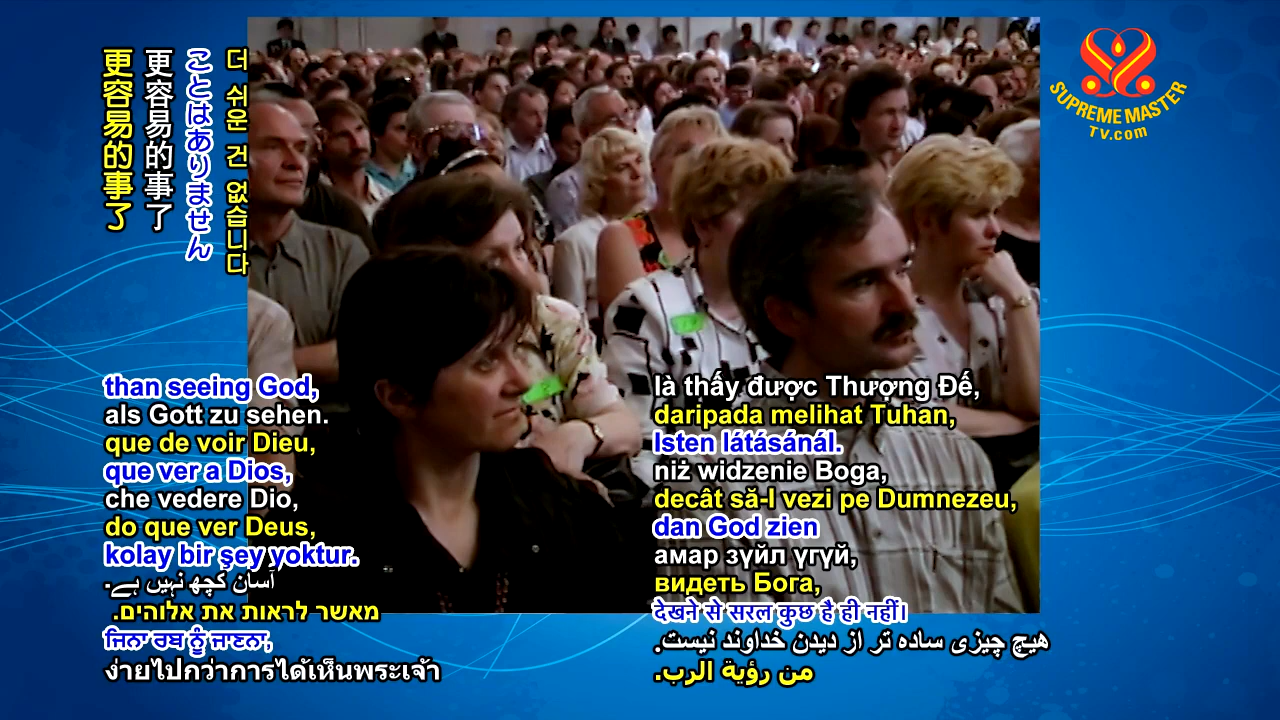 더 쉬운 건 없습니다
ことはありません
更容易的事了
更容易的事了
SUPREME MASTER
TV.com
than seeing God,
als Gott zu sehen.
que de voir Dieu,
que ver a Dios,
che vedere Dio,
do que ver Deus,
kolay bir şey yoktur.
آسان کچھ نہیں ہے۔
מאשר לראות את אלוהים.
ਜਿਨਾ ਰਬ ਨੂੰ ਜਾਣਨਾ,
ง่ายไปกว่าการได้เห็นพระเจ้า
là thấy được Thượng Đế,
daripada melihat Tuhan,
Isten látásánál.
niż widzenie Boga,
decât să-l vezi pe Dumnezeu,
dan God zien
амар зүйл үгүй,
видеть Бога,
देखने से सरल कुछ है ही नहीं।
هیچ چیزی ساده تر از دیدن خداوند نیست.
من رؤية الرب.